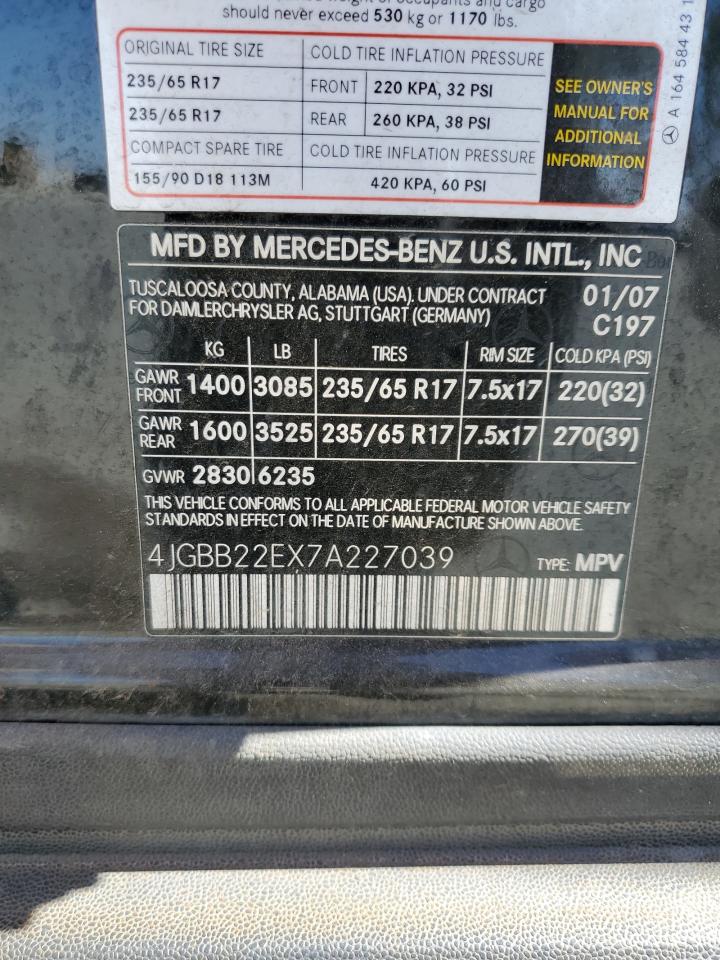 weight of occupants and cargo
should never exceed 530 kg or 1170 lbs.
ORIGINAL TIRE SIZE COLD TIRE INFLATION PRESSURE
235/65 R17 FRONT 220 KPA, 32 PSI
235/65 R17 REAR 260 KPA, 38 PSI
COMPACT SPARE TIRE COLD TIRE INFLATION PRESSURE
155/90 D18 113M 420 KPA, 60 PSI
SEE OWNER'S
MANUAL FOR
ADDITIONAL
INFORMATION
A 164 584 43 1
MFD BY MERCEDES-BENZ U.S. INTL., INC
TUSCALOOSA COUNTY, ALABAMA (USA). UNDER CONTRACT 01/07
FOR DAIMLERCHRYSLER AG, STUTTGART (GERMANY) C197
KG LB TIRES RIM SIZE COLD KPA (PSI)
GAWR FRONT 1400 3085 235/65 R17 7.5x17 220(32)
GAWR REAR 1600 3525 235/65 R17 7.5x17 270(39)
GVWR 2830 6235
THIS VEHICLE CONFORMS TO ALL APPLICABLE FEDERAL MOTOR VEHICLE SAFETY
STANDARDS IN EFFECT ON THE DATE OF MANUFACTURE SHOWN ABOVE.
4JGBB22EX7A227039 TYPE: MPV